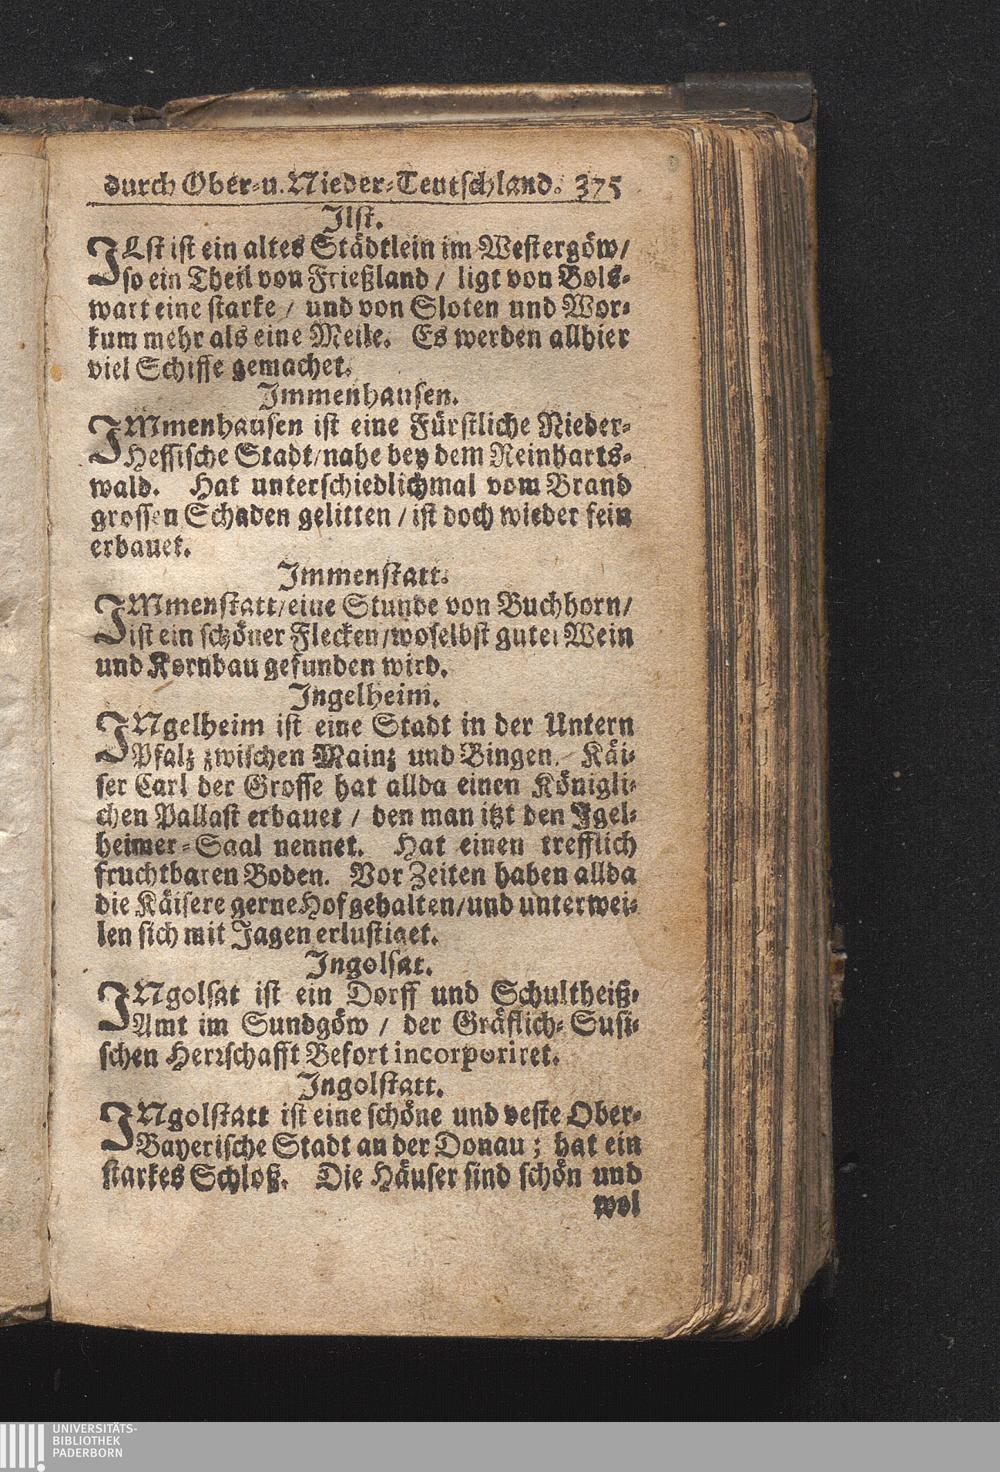 durch Ober-u. Nieder-Teutschland. 375
Ilst.
ILst ist ein altes Städtlein im Westergöw/
so ein Theil von Frießland / ligt von Bols-
wart eine starke / und von Sloten und Wor-
kum mehr als eine Meile. Es werden allhier
viel Schiffe gemachet.
Immenhausen.
IMmenhausen ist eine Fürstliche Nieder-
Hessische Stadt/nahe bey dem Reinharts-
wald. Hat unterschiedlichmal vom Brand
grossen Schaden gelitten / ist doch wieder fein
erbauet.
Immenstatt.
IMmenstatt/eine Stunde von Buchhorn/
ist ein schöner Flecken/woselbst guter Wein
und Kornbau gefunden wird.
Ingelheim.
INgelheim ist eine Stadt in der Untern
Pfalz zwischen Mainz und Bingen. Käi-
ser Carl der Grosse hat allda einen Königli-
chen Pallast erbauet / den man itzt den Igel-
heimer-Saal nennet. Hat einen trefflich
fruchtbaren Boden. Vor Zeiten haben allda
die Käisere gerne Hof gehalten/und unterwei-
len sich mit Jagen erlustiget.
Ingolsat.
INgolsat ist ein Dorff und Schultheiß-
Amt im Sundgöw / der Gräflich-Susi-
schen Herrschafft Befort incorporiret.
Ingolstatt.
INgolstatt ist eine schöne und veste Ober-
Bayerische Stadt an der Donau; hat ein
starkes Schloß. Die Häuser sind schön und
wol
UNIVERSITÄTS-
BIBLIOTHEK
PADERBORN